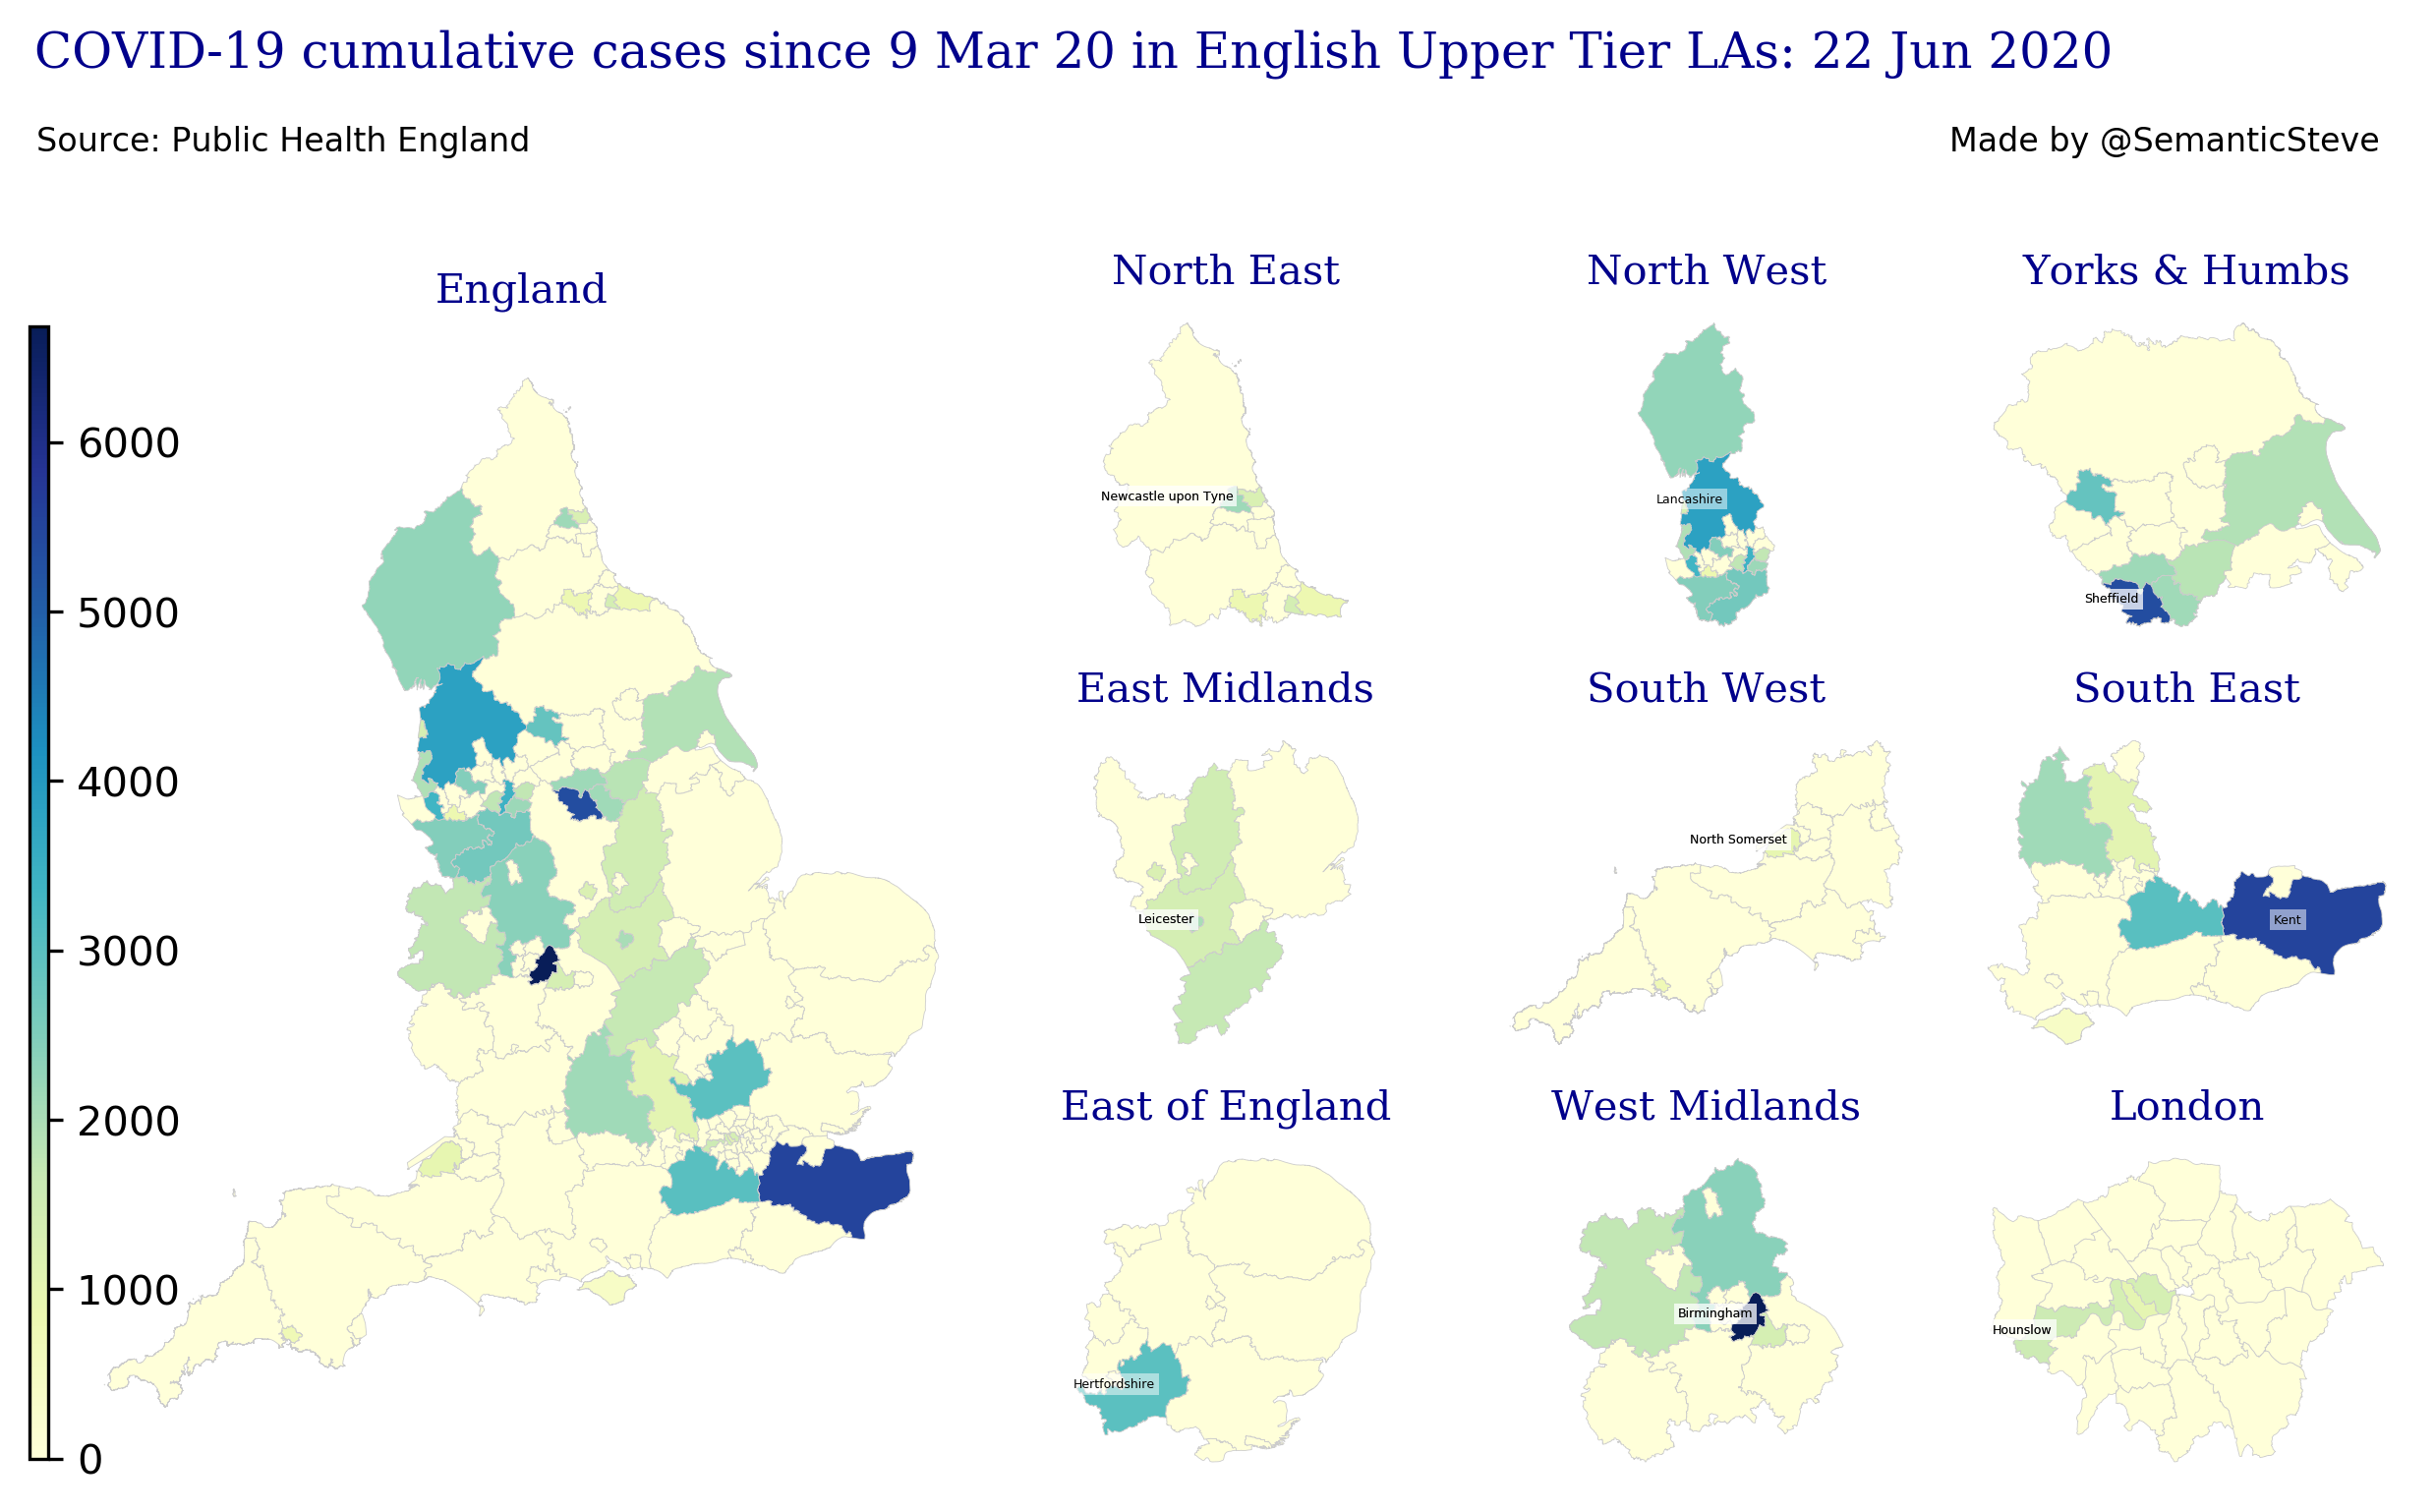 COVID-19 cumulative cases since 9 Mar 20 in English Upper Tier LAs: 22 Jun 2020
Source: Public Health England
Made by @SemanticSteve
England
6000
5000
4000
3000
2000
1000
0
North East
Newcastle upon Tyne
North West
Lancashire
Yorks & Humbs
Sheffield
East Midlands
Leicester
South West
North Somerset
South East
Kent
East of England
Hertfordshire
West Midlands
Birmingham
London
Hounslow